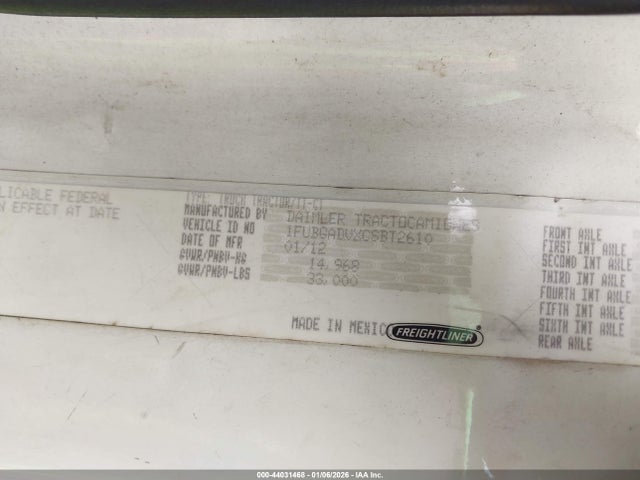 PLICABLE FEDERAL
N EFFECT AT DATE
TYPE: TRUCK TRACTOR/TT-CT
MANUFACTURED BY DAIMLER TRACTOCAMIONES
VEHICLE ID NO
DATE OF MFR 01/12
GVWR/PNBV-KG 14,968
GVWR/PNBV-LBS 33,000
MADE IN MEXICO
FREIGHTLINER
FRONT AXLE
FIRST INT AXLE
SECOND INT AXLE
THIRD INT AXLE
FOURTH INT AXLE
FIFTH INT AXLE
SIXTH INT AXLE
REAR AXLE
000-44031468 - 01/06/2026 - IAA Inc.